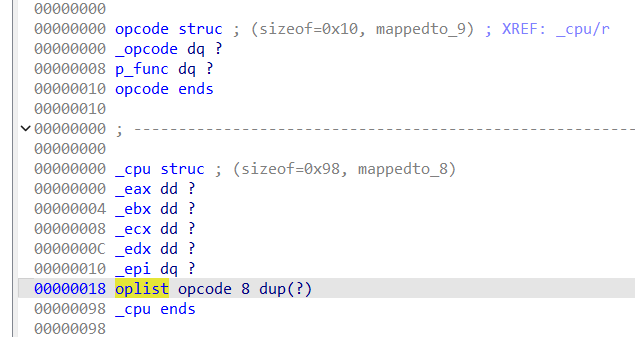 00000000
00000000 opcode struc ; (sizeof=0x10, mappedto_9) ; XREF: _cpu/r
00000000 _opcode dq ?
00000008 p_func dq ?
00000010 opcode ends
00000010
00000000 ; --------------------------------------------------------
00000000
00000000 _cpu struc ; (sizeof=0x98, mappedto_8)
00000000 _eax dd ?
00000004 _ebx dd ?
00000008 _ecx dd ?
0000000C _edx dd ?
00000010 _epi dq ?
00000018 oplist opcode 8 dup(?)
00000098 _cpu ends
00000098